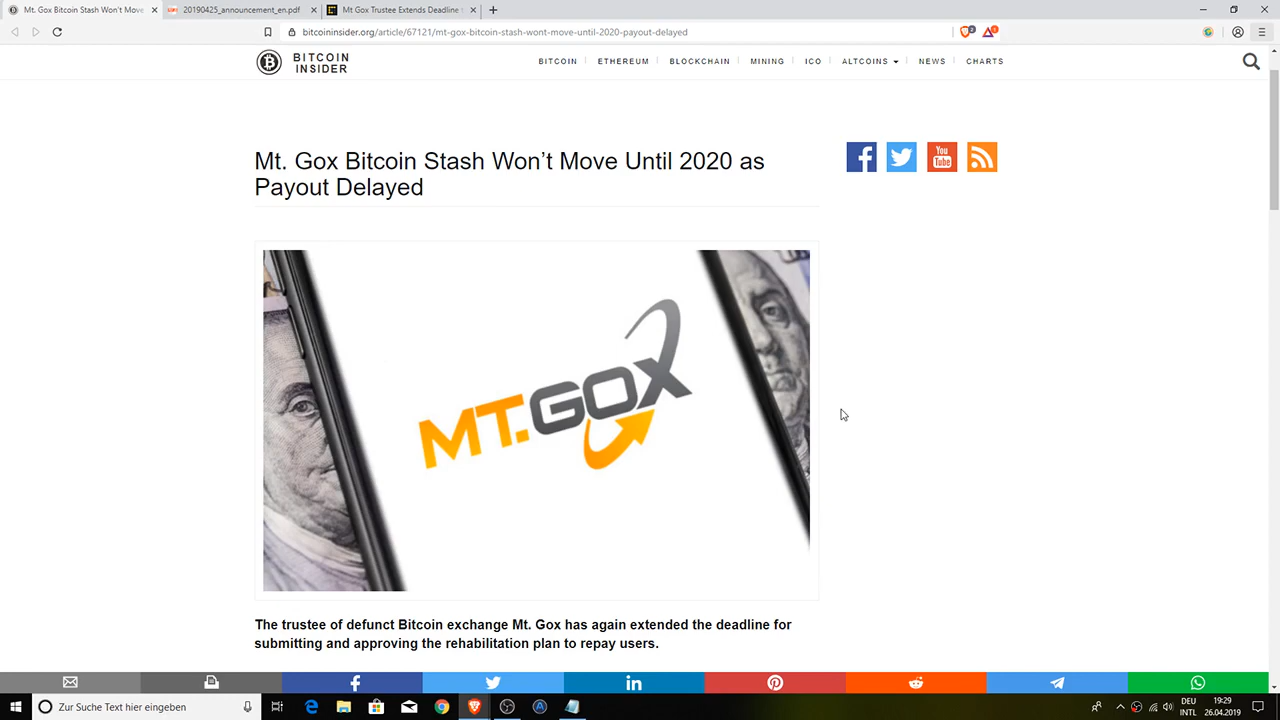 Mt. Gox Bitcoin Stash Won't Move
20190425_announcement_en.pdf
Mt Gox Trustee Extends Deadline
bitcoininsider.org/article/67121/mt-gox-bitcoin-stash-wont-move-until-2020-payout-delayed
BITCOIN
INSIDER
BITCOIN
ETHEREUM
BLOCKCHAIN
MINING
ICO
ALTCOINS
NEWS
CHARTS
Mt. Gox Bitcoin Stash Won’t Move Until 2020 as
Payout Delayed
You
Tube
MT.GOX
The trustee of defunct Bitcoin exchange Mt. Gox has again extended the deadline for
submitting and approving the rehabilitation plan to repay users.
Zur Suche Text hier eingeben
DEU
INTL
19:29
26.04.2019